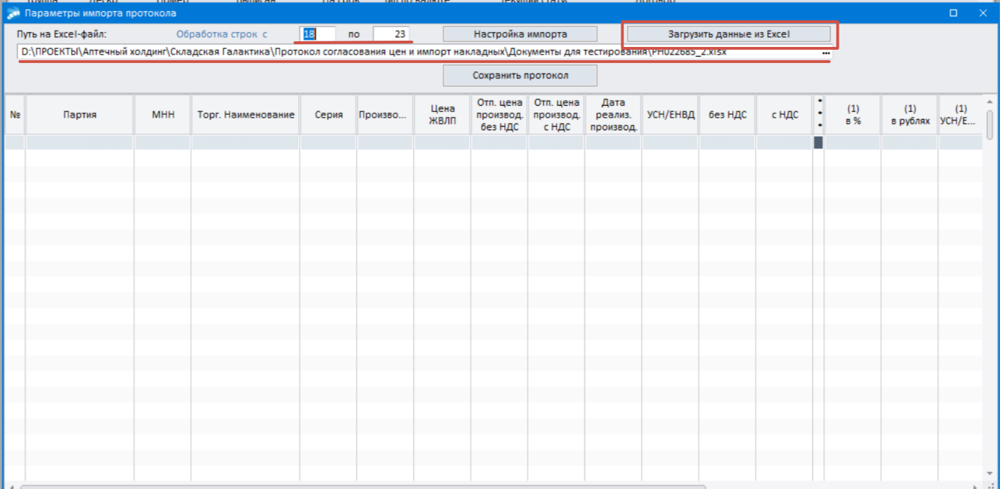 Параметры импорта протокола
Путь на Excel-файл: Обработка строк с 18 по 23 Настройка импорта Загрузить данные из Excel
D:\ПРОЕКТЫ\Аптечный холдинг\Складская Галактика\Протокол согласования цен и импорт накладных\Документы для тестирования\РН022685_2.xlsx ...
Сохранить протокол
№ Партия МНН Торг. Наименование Серия Произво...
Цена
ЖВЛП
Отп. цена
производ.
без НДС
Отп. цена
производ.
с НДС
Дата
реализ.
производ.
УСН/ЕНВД без НДС с НДС
(1)
в %
(1)
в рублях
(1)
УСН/Е...